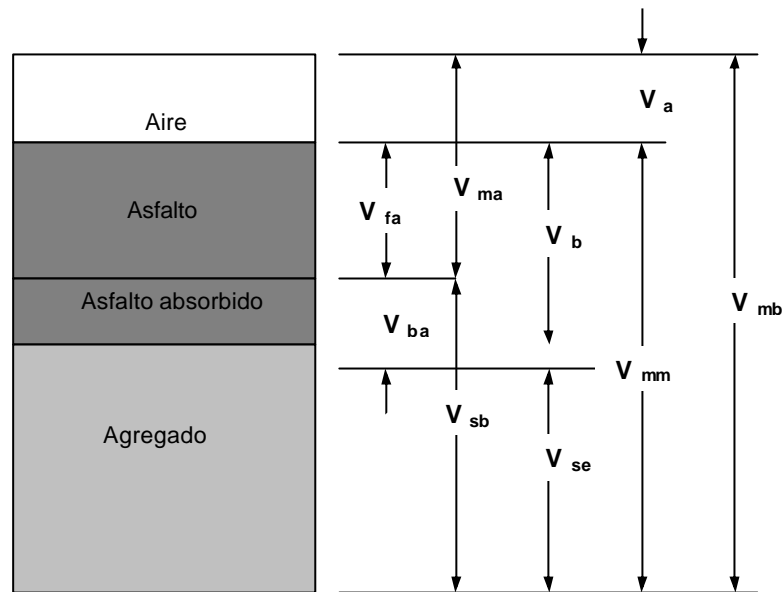 Aire
Asfalto
Asfalto absorbido
Agregado
V a
V ma
V fa
V b
V mb
V ba
V mm
V sb
V se